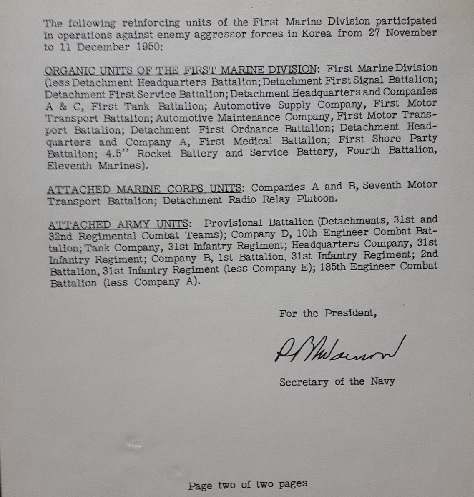 The following reinforcing units of the First Marine Division participated
in operations against enemy aggressor forces in Korea from 27 November
to 11 December 1950:
ORGANIC UNITS OF THE FIRST MARINE DIVISION: First Marine Division
(less Detachment Headquarters Battalion; Detachment First Signal Battalion;
Detachment First Service Battalion; Detachment Headquarters and Companies
A & C, First Tank Battalion; Automotive Supply Company, First Motor
Transport Battalion; Automotive Maintenance Company, First Motor Trans-
port Battalion; Detachment First Ordnance Battalion; Detachment Head-
quarters and Company A, First Medical Battalion; First Shore Party
Battalion; 4.5" Rocket Battery and Service Battery, Fourth Battalion,
Eleventh Marines).
ATTACHED MARINE CORPS UNITS: Companies A and B, Seventh Motor
Transport Battalion; Detachment Radio Relay Platoon.
ATTACHED ARMY UNITS: Provisional Battalion (Detachments, 31st and
32nd Regimental Combat Teams); Company D, 10th Engineer Combat Bat-
talion; Tank Company, 31st Infantry Regiment; Headquarters Company, 31st
Infantry Regiment; Company B, 1st Battalion, 31st Infantry Regiment; 2nd
Battalion, 31st Infantry Regiment (less Company E); 185th Engineer Combat
Battalion (less Company A).
For the President,
Secretary of the Navy
Page two of two pages